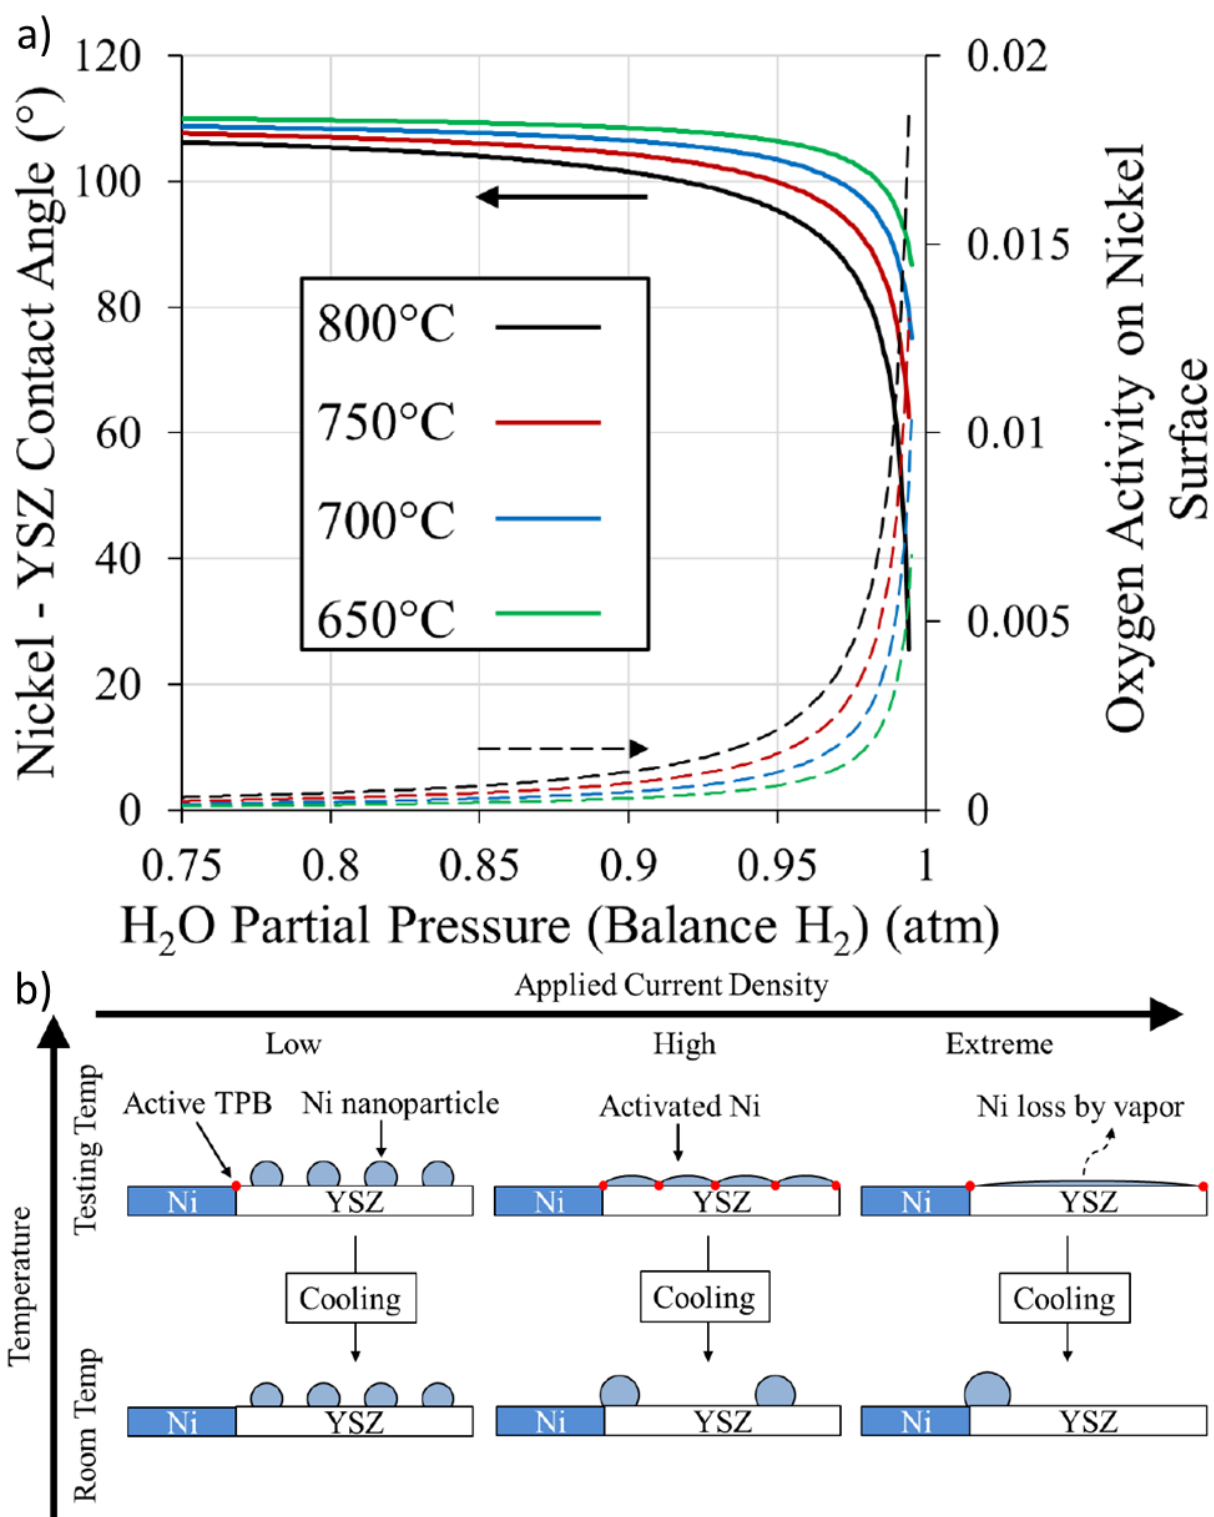 a)
120
100
80
60
40
20
0
Nickel - YSZ Contact Angle (°)
0.02
0.015
0.01
0.005
0
Oxygen Activity on Nickel
Surface
800°C
750°C
700°C
650°C
0.75 0.8 0.85 0.9 0.95 1
H₂O Partial Pressure (Balance H₂) (atm)
b)
Applied Current Density
Low High Extreme
Temperature
Testing Temp
Active TPB Ni nanoparticle Activated Ni Ni loss by vapor
Ni YSZ Ni YSZ Ni YSZ
Cooling Cooling Cooling
Room Temp
Ni YSZ Ni YSZ Ni YSZ